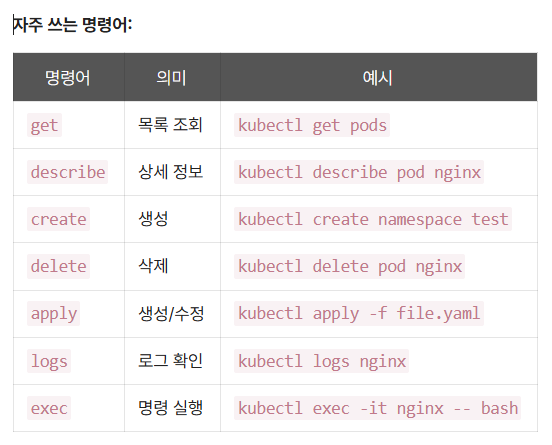 자주 쓰는 명령어:
명령어 의미 예시
get 목록 조회 kubectl get pods
describe 상세 정보 kubectl describe pod nginx
create 생성 kubectl create namespace test
delete 삭제 kubectl delete pod nginx
apply 생성/수정 kubectl apply -f file.yaml
logs 로그 확인 kubectl logs nginx
exec 명령 실행 kubectl exec -it nginx -- bash